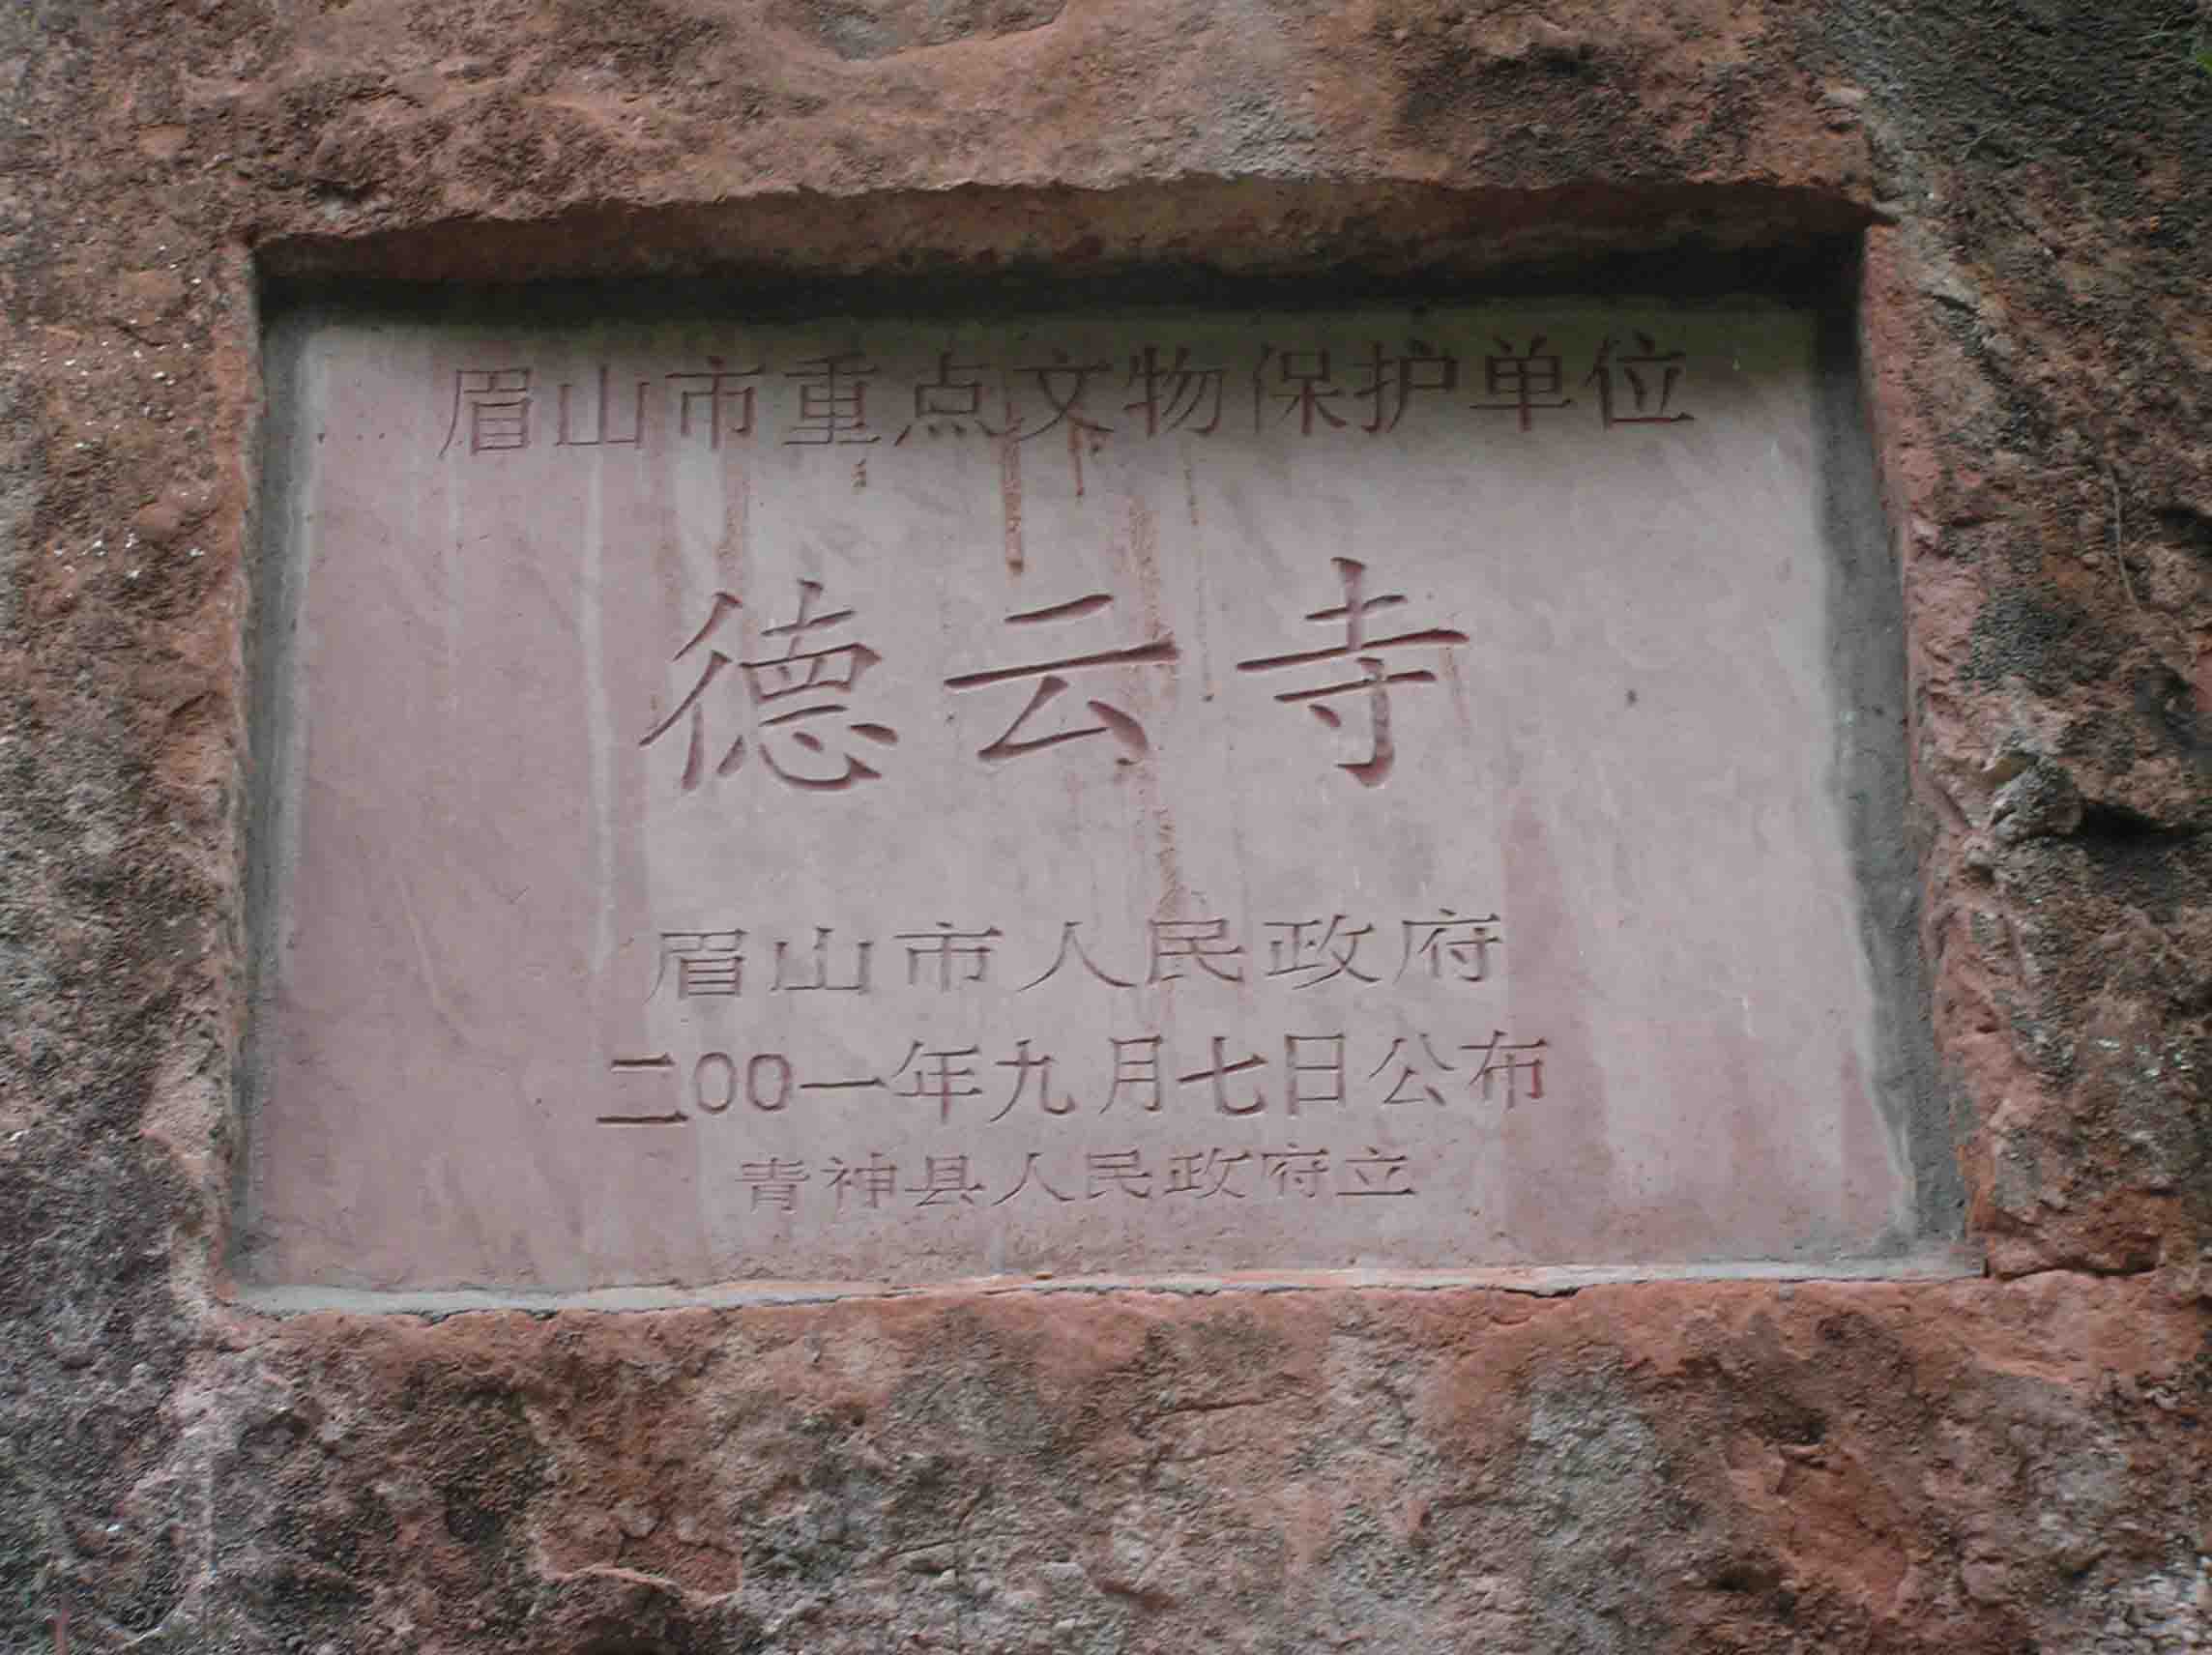 眉山市重点文物保护单位
德云寺
眉山市人民政府
二00一年九月七日公布
青神县人民政府立